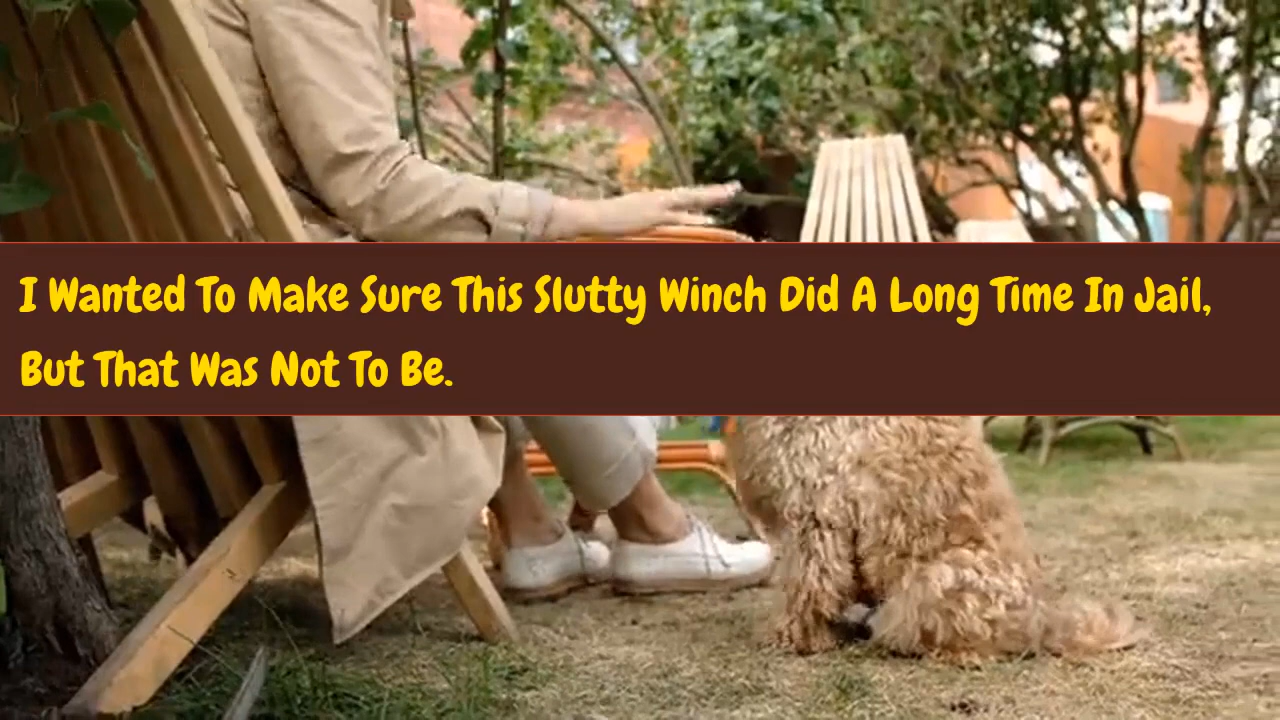 I Wanted To Make Sure This Slutty Winch Did A Long Time In Jail,
But That Was Not To Be.